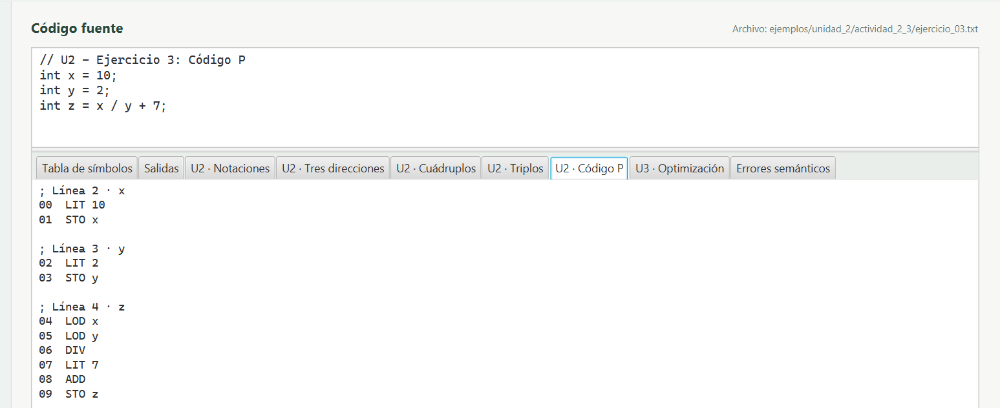 Código fuente
Archivo: ejemplos/unidad_2/actividad_2_3/ejercicio_03.txt
// U2 – Ejercicio 3: Código P
int x = 10;
int y = 2;
int z = x / y + 7;
Tabla de símbolos Salidas U2 · Notaciones U2 · Tres direcciones U2 · Cuádruplos U2 · Triplos U2 · Código P U3 · Optimización Errores semánticos
; Línea 2 · x
00 LIT 10
01 STO x
; Línea 3 · y
02 LIT 2
03 STO y
; Línea 4 · z
04 LOD x
05 LOD y
06 DIV
07 LIT 7
08 ADD
09 STO z